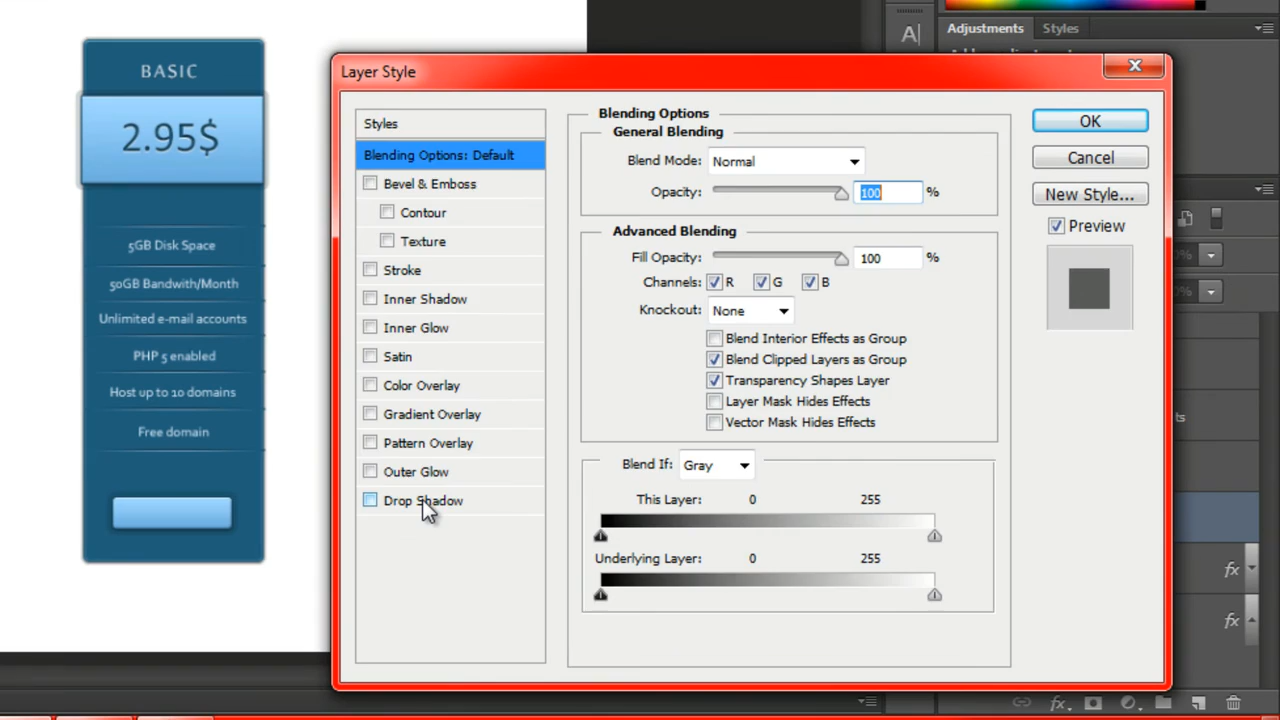 BASIC
2.95$
5GB Disk Space
50GB Bandwith/Month
Unlimited e-mail accounts
PHP 5 enabled
Host up to 10 domains
Free domain
Layer Style
Styles
Blending Options: Default
Bevel & Emboss
Contour
Texture
Stroke
Inner Shadow
Inner Glow
Satin
Color Overlay
Gradient Overlay
Pattern Overlay
Outer Glow
Drop Shadow
Blending Options
General Blending
Blend Mode: Normal
Opacity: 100 %
Advanced Blending
Fill Opacity: 100 %
Channels: R G B
Knockout: None
Blend Interior Effects as Group
Blend Clipped Layers as Group
Transparency Shapes Layer
Layer Mask Hides Effects
Vector Mask Hides Effects
Blend If: Gray
This Layer: 0 255
Underlying Layer: 0 255
OK
Cancel
New Style...
Preview
A
Adjustments Styles
fx
fx
fx